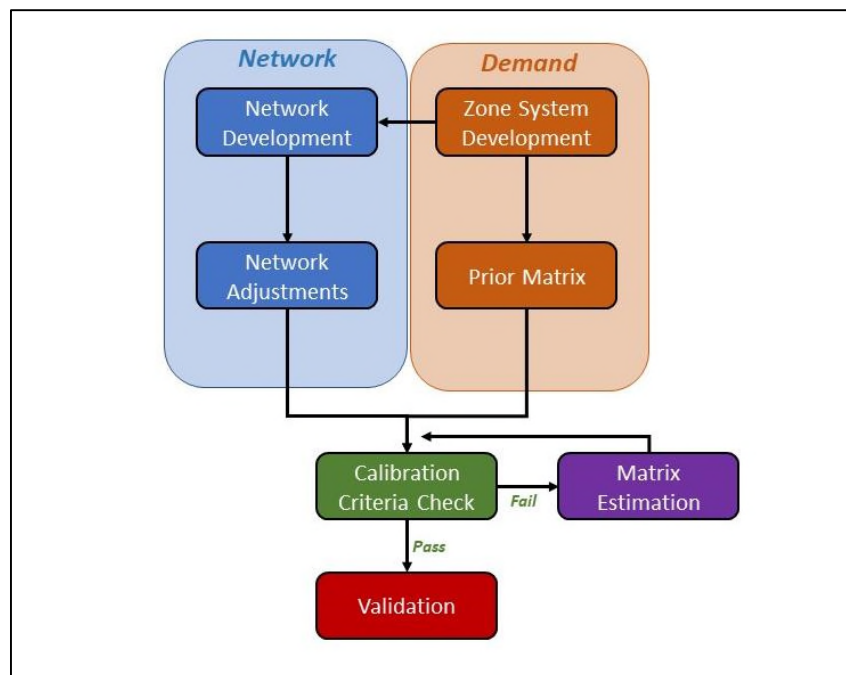 Network
Demand
Network
Development
Zone System
Development
Network
Adjustments
Prior Matrix
Calibration
Criteria Check
Fail
Matrix
Estimation
Pass
Validation